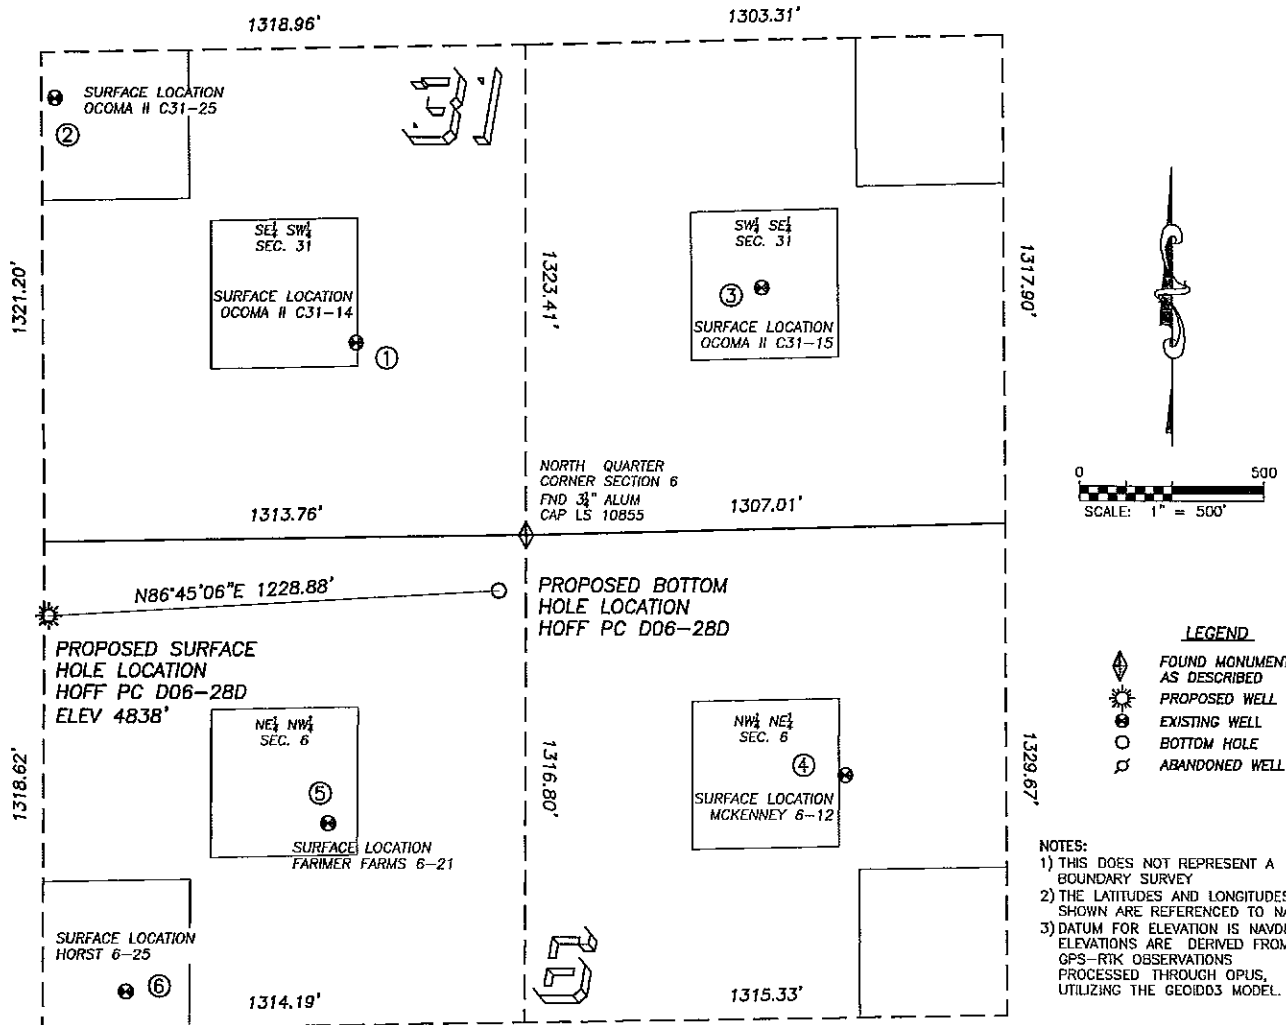 1318.96'
1303.31'
SURFACE LOCATION
OCOMA II C31-25
②
31
SE¼ SW¼
SEC. 31
SURFACE LOCATION
OCOMA II C31-14
①
SW¼ SE¼
SEC. 31
③
SURFACE LOCATION
OCOMA II C31-15
1321.20'
1323.41'
1317.90'
0 500
SCALE: 1" = 500'
NORTH QUARTER
CORNER SECTION 6
FND 3¼" ALUM
CAP LS 10855
1313.76'
1307.01'
N86°45'06"E 1228.88'
PROPOSED BOTTOM
HOLE LOCATION
HOFF PC D06-28D
PROPOSED SURFACE
HOLE LOCATION
HOFF PC D06-28D
ELEV 4838'
LEGEND
FOUND MONUMENT
AS DESCRIBED
PROPOSED WELL
EXISTING WELL
BOTTOM HOLE
ABANDONED WELL
NE¼ NW¼
SEC. 6
⑤
SURFACE LOCATION
FARIMER FARMS 6-21
NW¼ NE¼
SEC. 6
④
SURFACE LOCATION
MCKENNEY 6-12
1318.62'
1316.80'
1329.67'
SURFACE LOCATION
HORST 6-25
⑥
6
1314.19'
1315.33'
NOTES:
1) THIS DOES NOT REPRESENT A
BOUNDARY SURVEY
2) THE LATITUDES AND LONGITUDES
SHOWN ARE REFERENCED TO
3) DATUM FOR ELEVATION IS
ELEVATIONS ARE DERIVED FROM
GPS-RTK OBSERVATIONS
PROCESSED THROUGH OPUS,
UTILIZING THE GEOID03 MODEL.